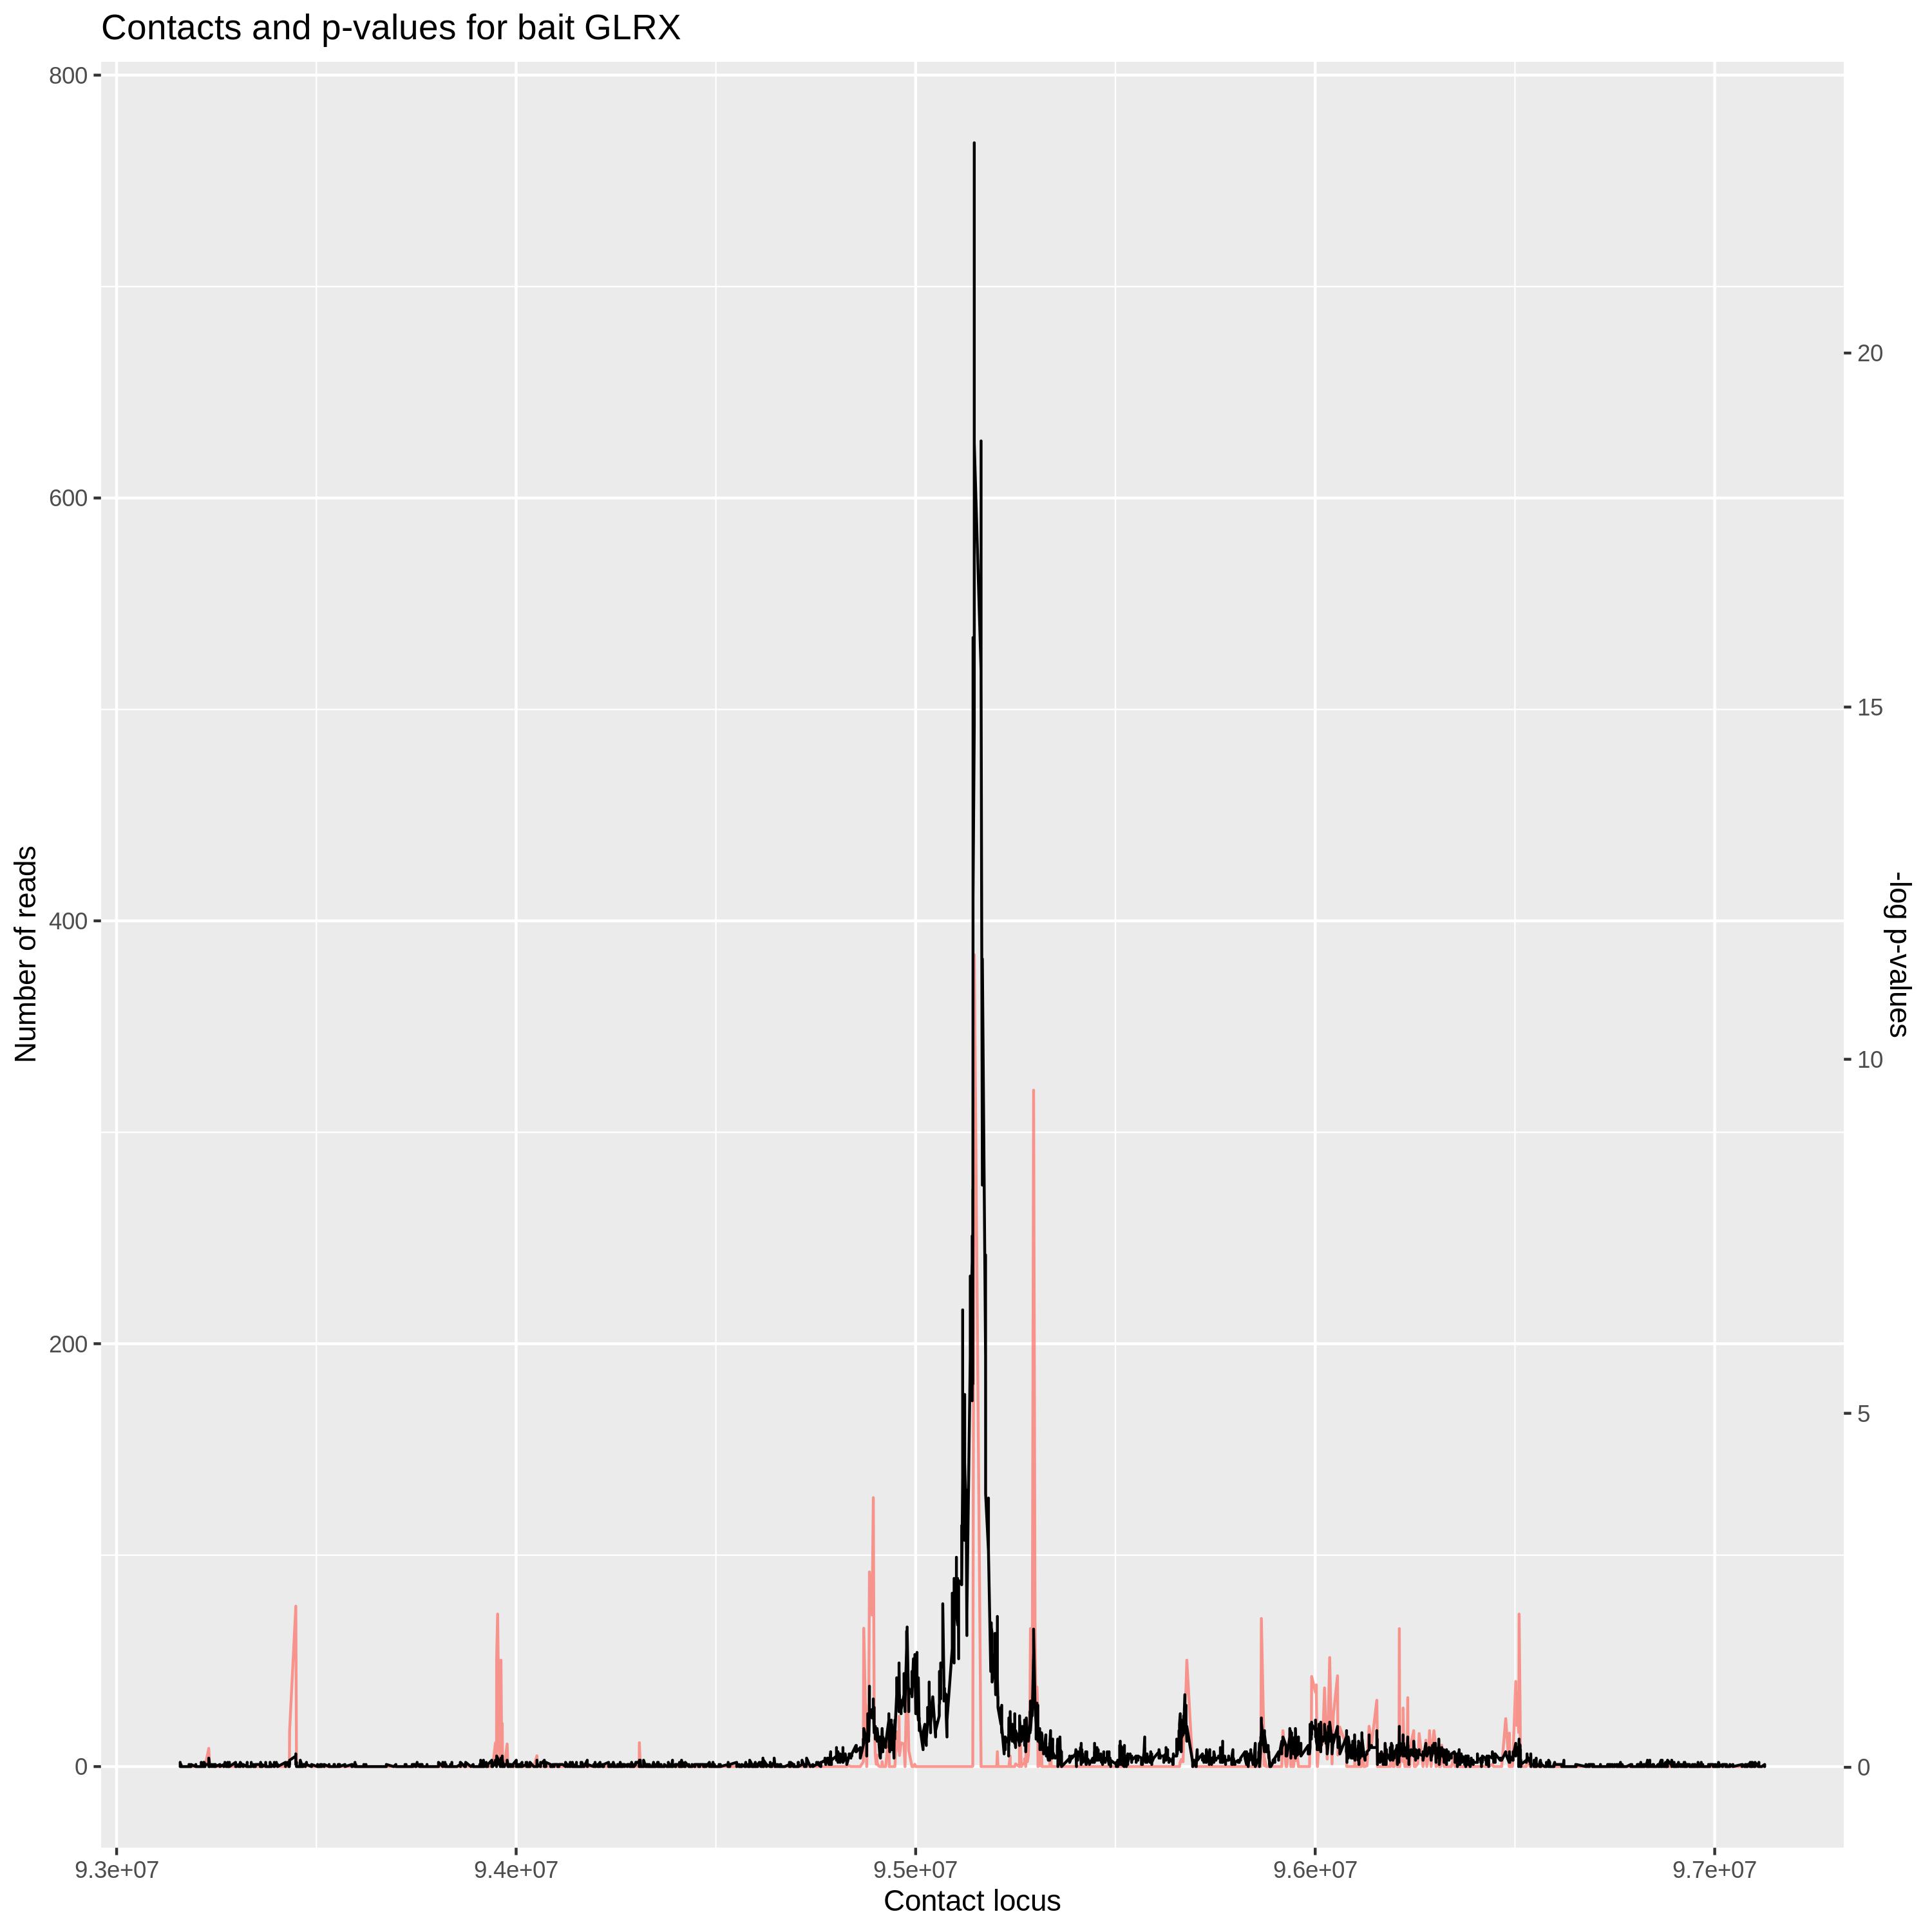 Contacts and p-values for bait GLRX
800
600
400
200
0
Number of reads
20
15
10
5
0
-log p-values
9.3e+07 9.4e+07 9.5e+07 9.6e+07 9.7e+07
Contact locus